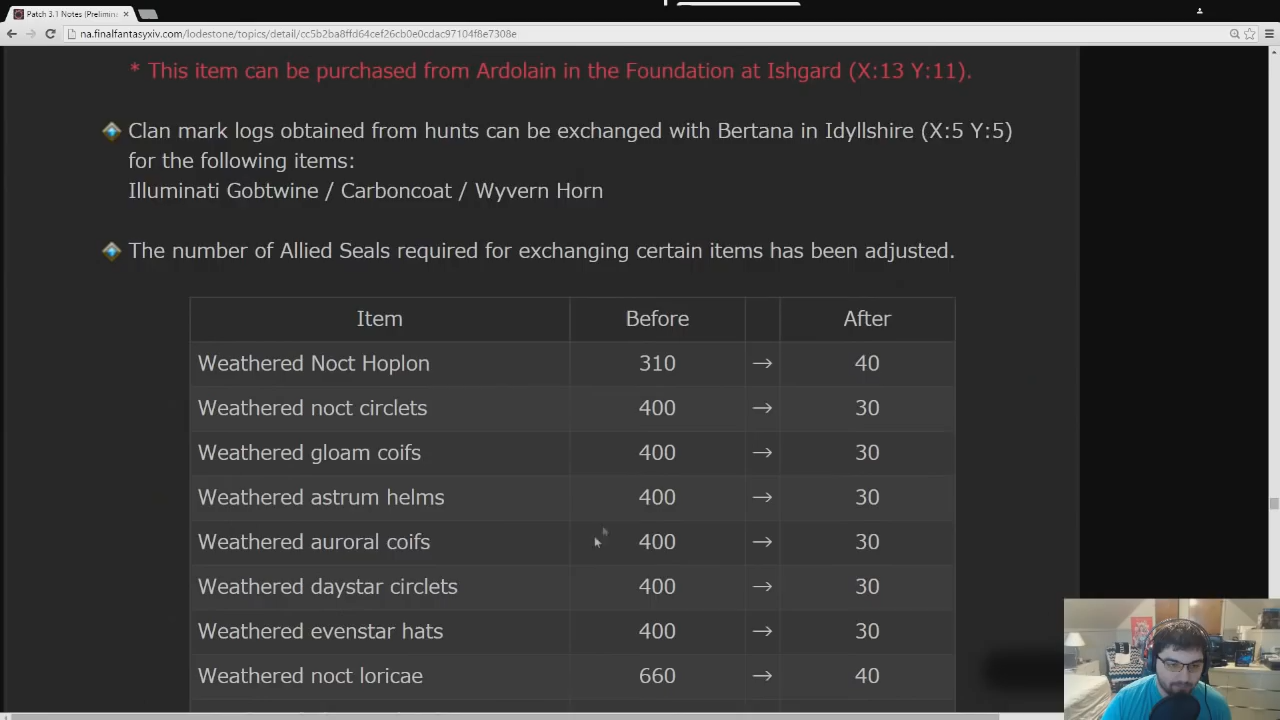 Patch 3.1 Notes (Prelimin
na.finalfantasyxiv.com/lodestone/topics/detail/cc5b2ba8ffd64cef26cb0e0cdac97104f8e7308e
* This item can be purchased from Ardolain in the Foundation at Ishgard (X:13 Y:11).
Clan mark logs obtained from hunts can be exchanged with Bertana in Idyllshire (X:5 Y:5)
for the following items:
Illuminati Gobtwine / Carboncoat / Wyvern Horn
The number of Allied Seals required for exchanging certain items has been adjusted.
Item Before After
Weathered Noct Hoplon 310 → 40
Weathered noct circlets 400 → 30
Weathered gloam coifs 400 → 30
Weathered astrum helms 400 → 30
Weathered auroral coifs 400 → 30
Weathered daystar circlets 400 → 30
Weathered evenstar hats 400 → 30
Weathered noct loricae 660 → 40